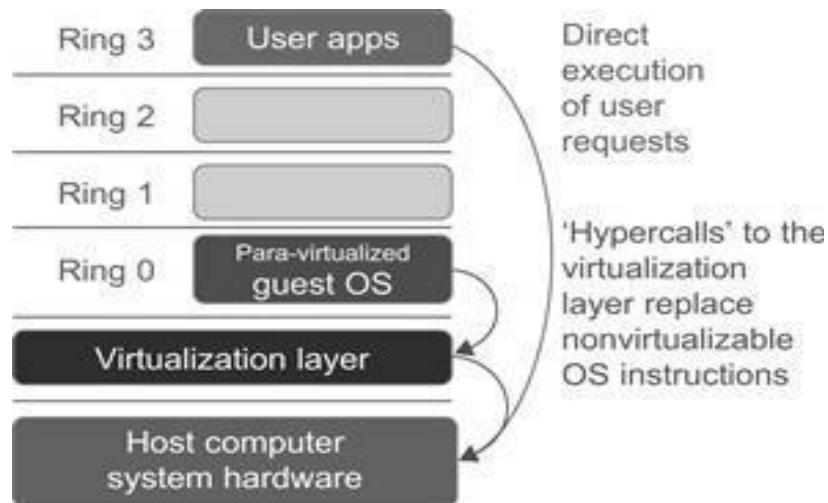 Ring 3
User apps
Direct
execution
of user
requests
Ring 2
Ring 1
Ring 0
Para-virtualized
guest OS
'Hypercalls' to the
virtualization
layer replace
nonvirtualizable
OS instructions
Virtualization layer
Host computer
system hardware